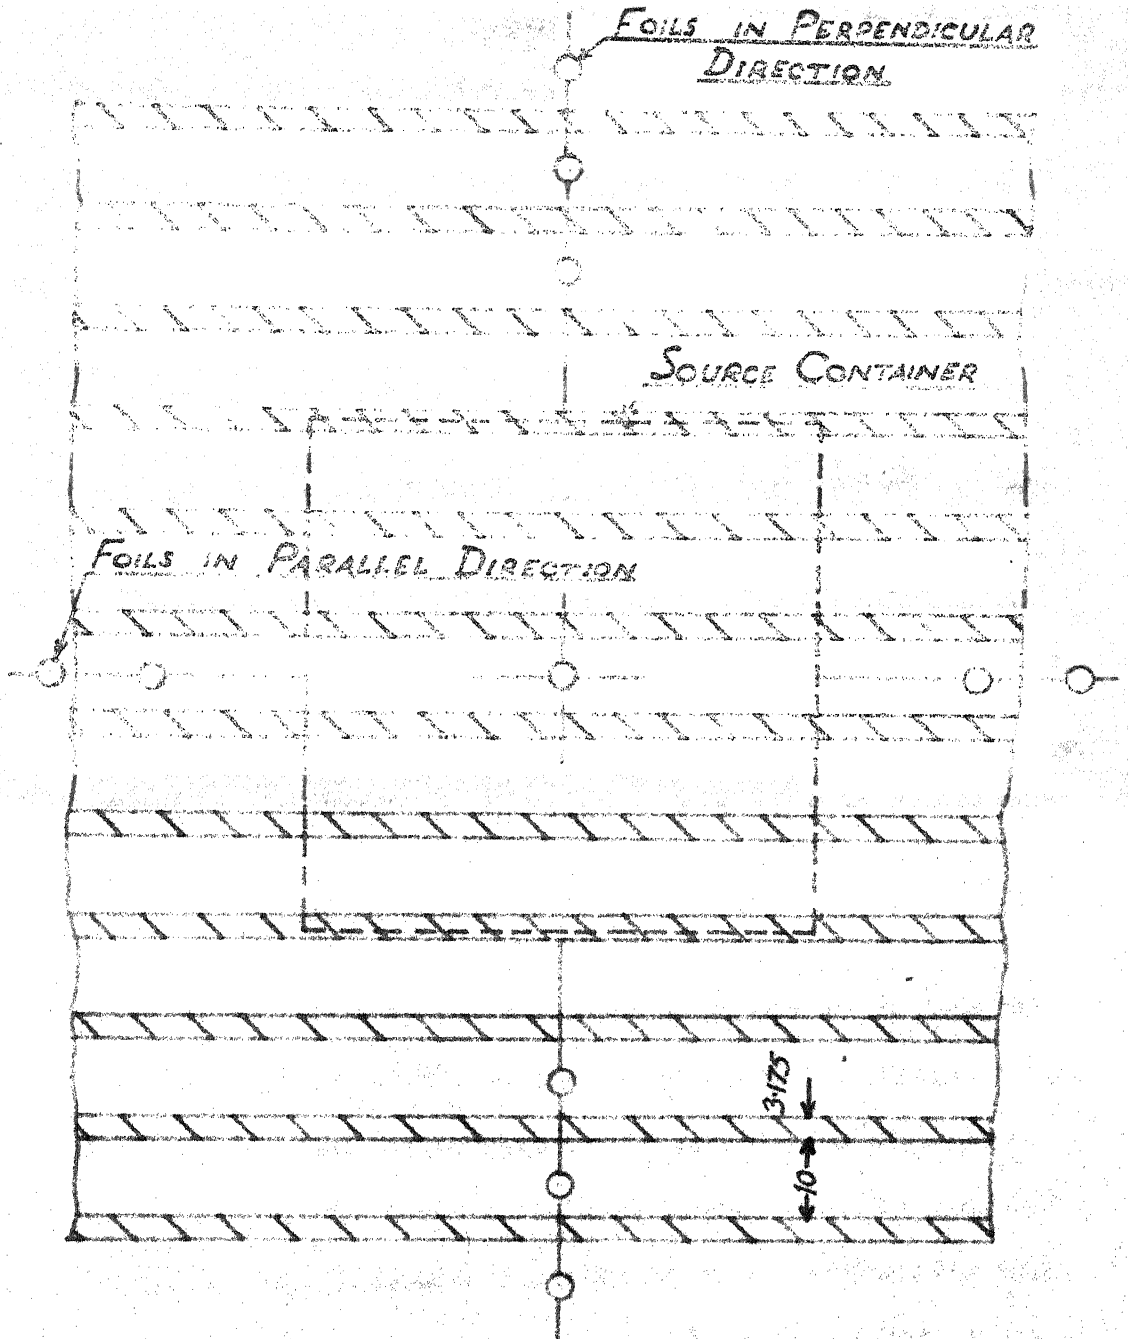 FOILS IN PERPENDICULAR
DIRECTION
SOURCE CONTAINER
FOILS IN PARALLEL DIRECTION
3·175
10